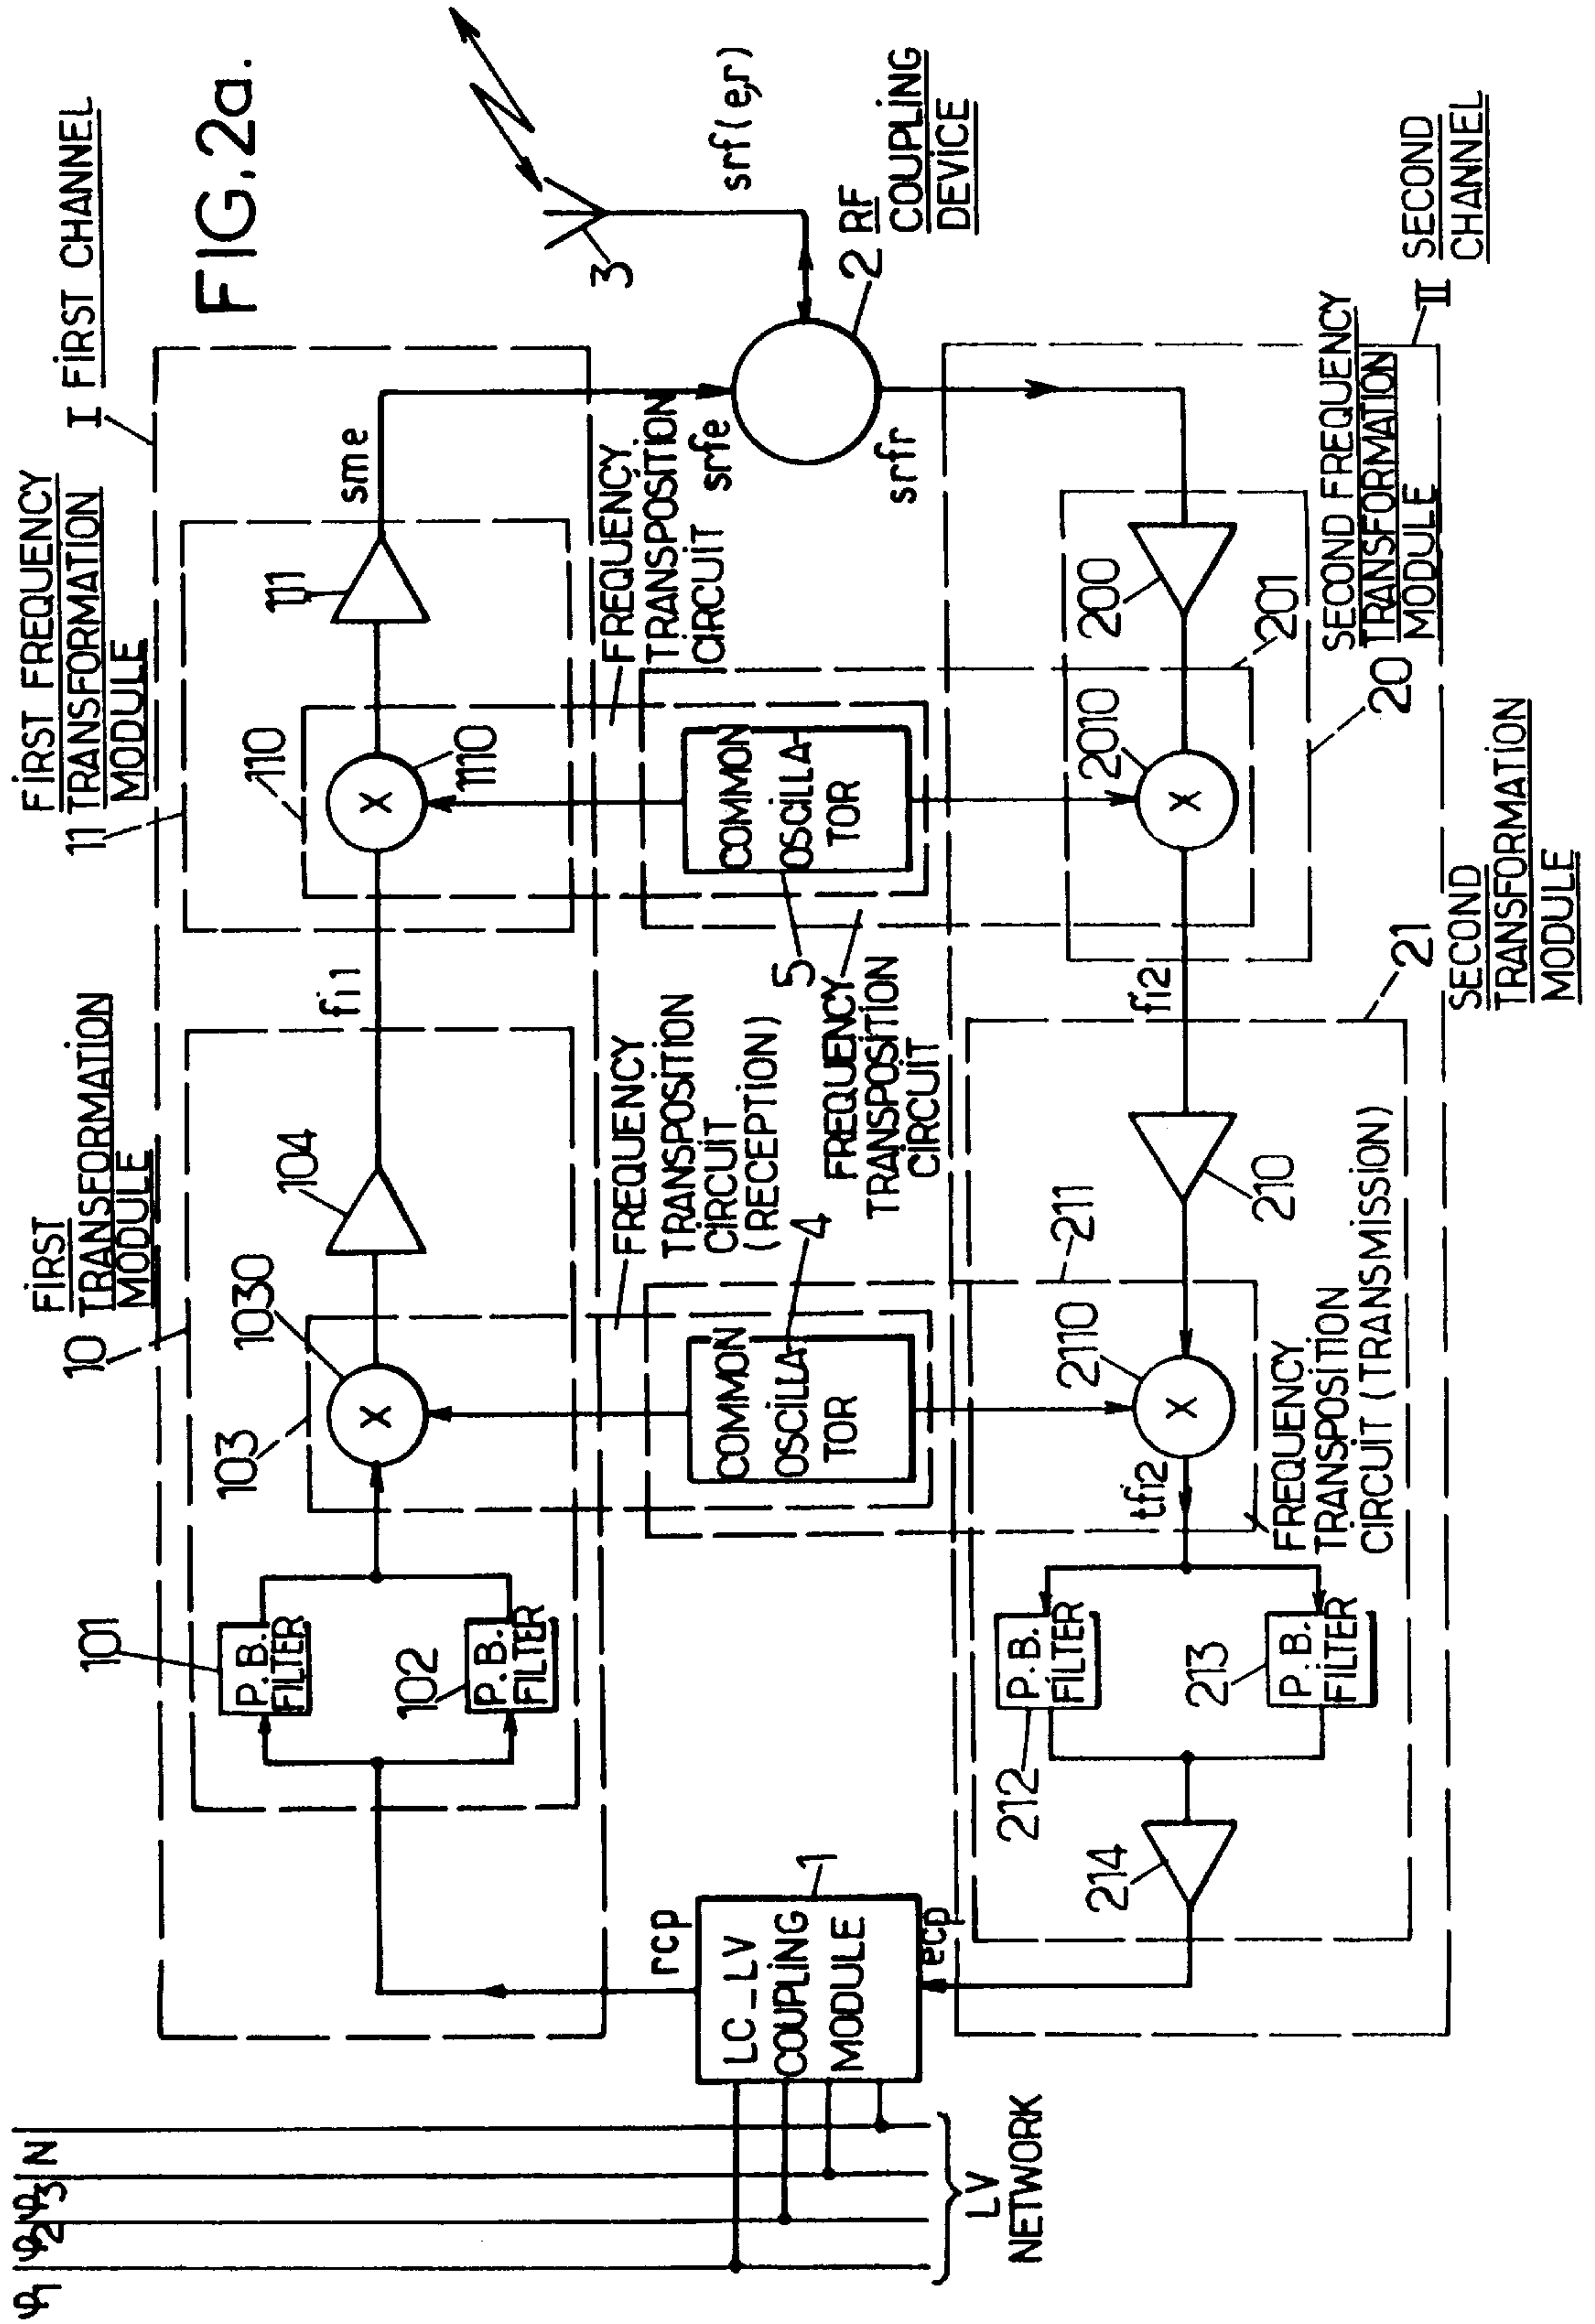 FIG.2a.
I FIRST CHANNEL
FIRST FREQUENCY
11 TRANSFORMATION
MODULE
FIRST
10 TRANSFORMATION
MODULE
101
P.B.
FILTER
102
P.B.
FILTER
103
1030
X
104
fi1
110
1110
X
111
sme
FREQUENCY
TRANSPOSITION
CIRCUIT
(RECEPTION)
FREQUENCY
TRANSPOSITION
CIRCUIT
srfe
3
srf(e,r)
2 RF
COUPLING
DEVICE
srfr
φ1
φ2
φ3
N
LV
NETWORK
rcp
LC_LV
COUPLING
MODULE
1
ecp
COMMON
OSCILLA
TOR
4
COMMON
OSCILLA-
TOR
5
FREQUENCY
TRANSPOSITION
CIRCUIT
214
212
P.B.
FILTER
213
P.B.
FILTER
tfi2
2110
X
211
210
fi2
2010
X
201
200
FREQUENCY
TRANSPOSITION
CIRCUIT (TRANSMISSION)
21
SECOND
TRANSFORMATION
MODULE
20
SECOND FREQUENCY
TRANSFORMATION
MODULE
II SECOND
CHANNEL